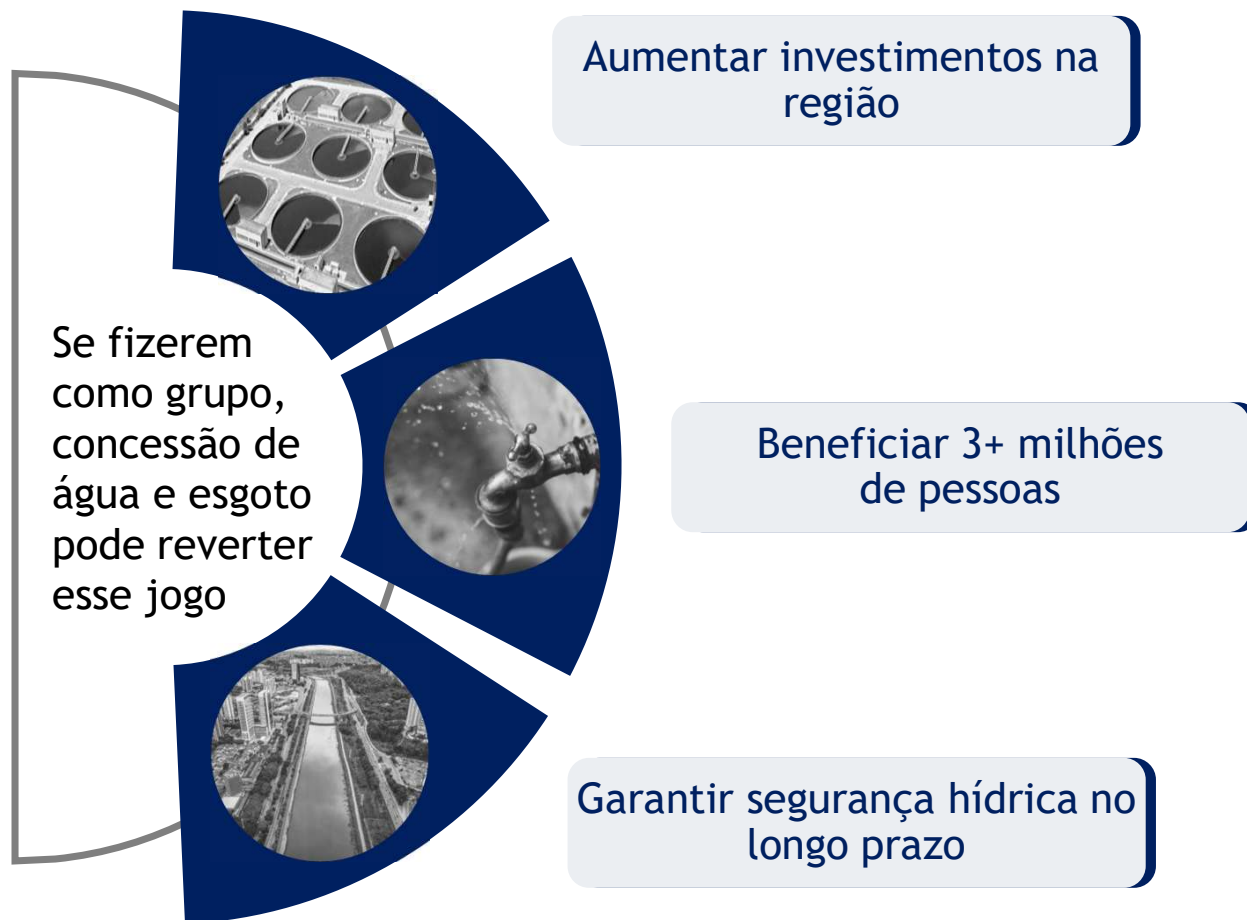 Aumentar investimentos na
região
Se fizerem
como grupo,
concessão de
água e esgoto
pode reverter
esse jogo
Beneficiar 3+ milhões
de pessoas
Garantir segurança hídrica no
longo prazo